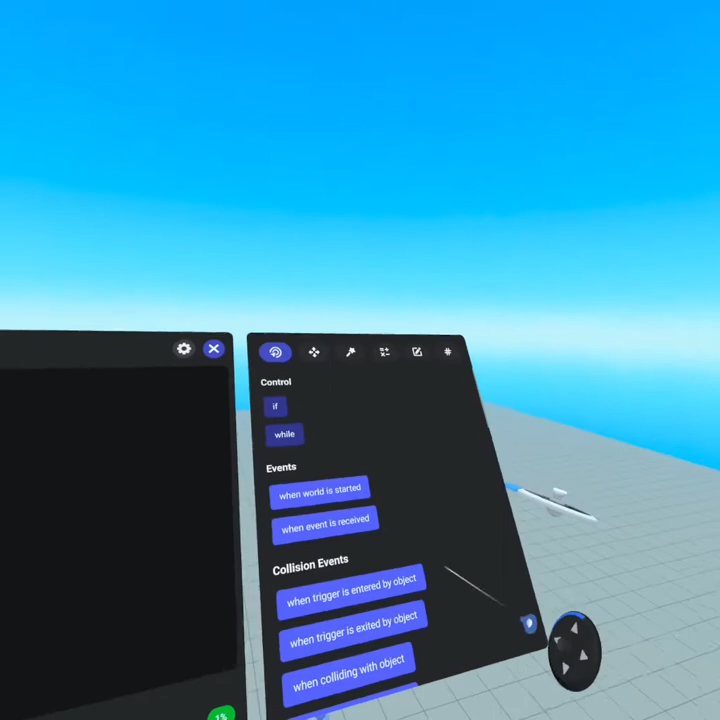 Control
if
while
Events
when world is started
when event is received
Collision Events
when trigger is entered by object
when trigger is exited by object
when colliding with object
1%